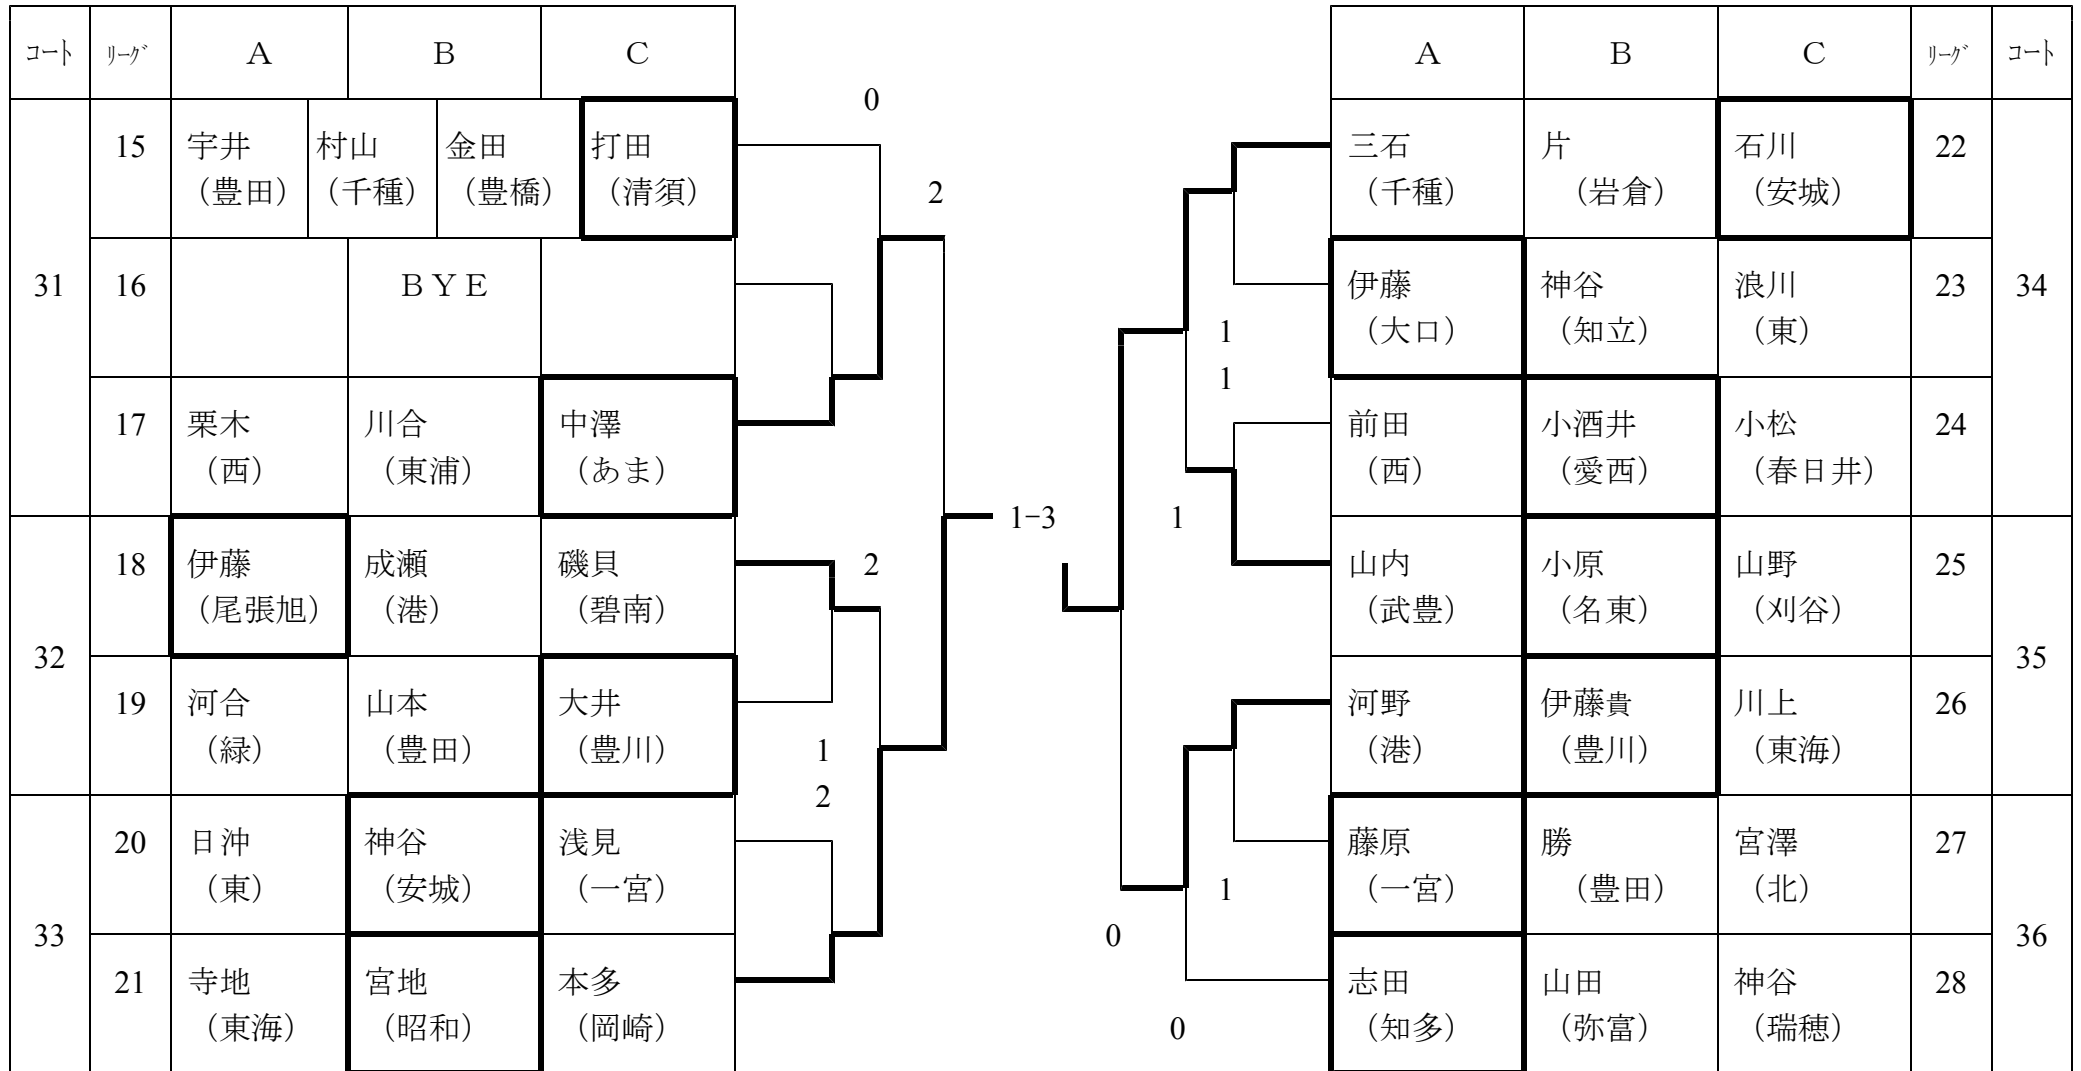 コート ﾘｰｸﾞ A B C
A B C ﾘｰｸﾞ コート
0
15 宇井 村山 金田 打田
（豊田） （千種） （豊橋） （清須）
2
三石 片 石川 22
（千種） （岩倉） （安城）
31 16 ＢＹＥ
伊藤 神谷 浪川 23 34
（大口） （知立） （東）
1
1
17 栗木 川合 中澤
（西） （東浦） （あま）
前田 小酒井 小松 24
（西） （愛西） （春日井）
1-3
1
18 伊藤 成瀬 磯貝 2
（尾張旭） （港） （碧南）
山内 小原 山野 25
（武豊） （名東） （刈谷）
32
35
19 河合 山本 大井
（緑） （豊田） （豊川） 1
2
河野 伊藤貴 川上 26
（港） （豊川） （東海）
20 日沖 神谷 浅見
（東） （安城） （一宮）
藤原 勝 宮澤 27
1 （一宮） （豊田） （北）
33
0
36
21 寺地 宮地 本多
（東海） （昭和） （岡崎）
志田 山田 神谷 28
0 （知多） （弥富） （瑞穂）